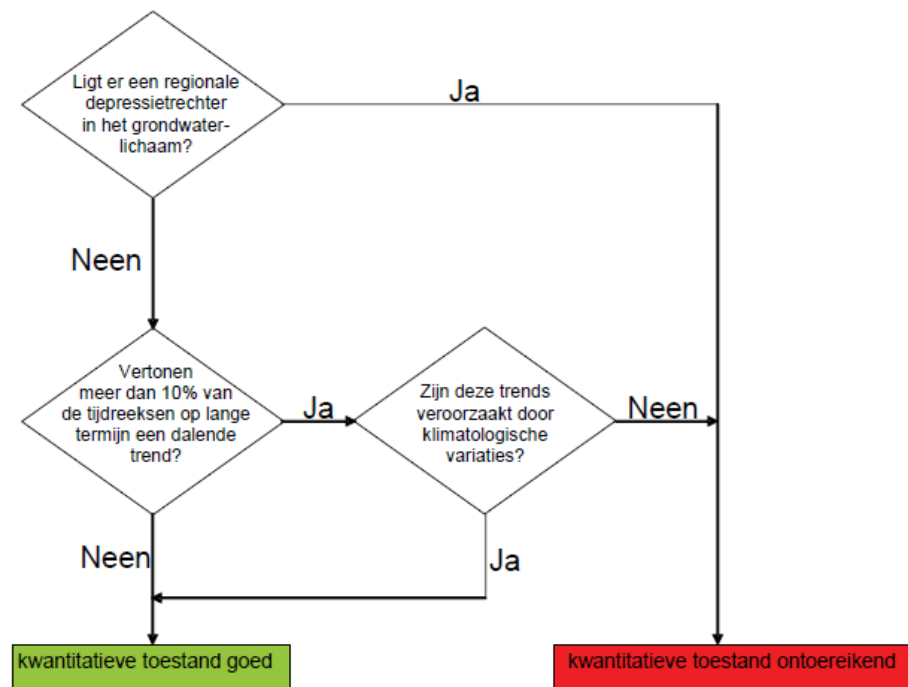 Ligt er een regionale
depressietrechter
in het grondwater-
lichaam?
Ja
Neen
Vertonen
meer dan 10% van
de tijdreeksen op lange
termijn een dalende
trend?
Ja
Zijn deze trends
veroorzaakt door
klimatologische
variaties?
Neen
Neen
Ja
kwantitatieve toestand goed
kwantitatieve toestand ontoereikend